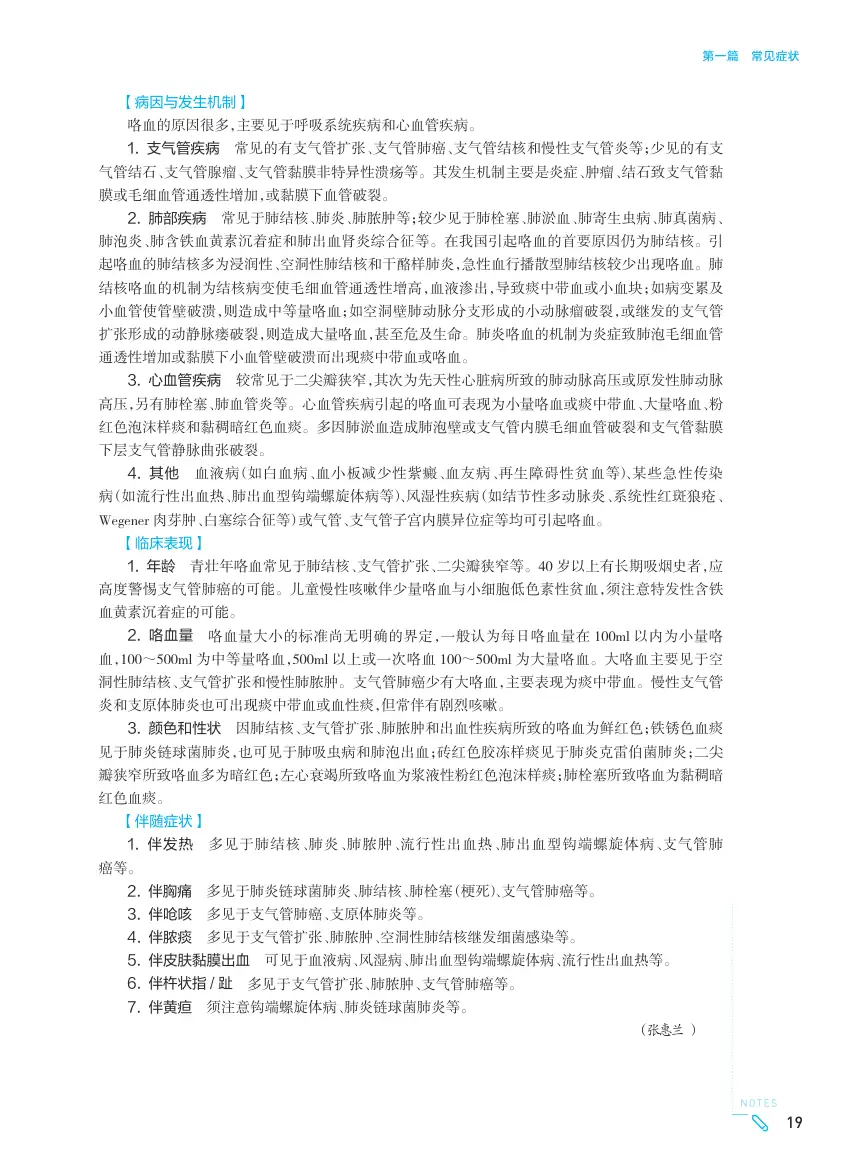 第一篇 常见症状
【病因与发生机制】
咯血的原因很多,主要见于呼吸系统疾病和心血管疾病。
1. 支气管疾病 常见的有支气管扩张、支气管肺癌、支气管结核和慢性支气管炎等;少见的有支
气管结石、支气管腺瘤、支气管黏膜非特异性溃疡等。其发生机制主要是炎症、肿瘤、结石致支气管黏
膜或毛细血管通透性增加,或黏膜下血管破裂。
2. 肺部疾病 常见于肺结核、肺炎、肺脓肿等;较少见于肺栓塞、肺淤血、肺寄生虫病、肺真菌病、
肺泡炎、肺含铁血黄素沉着症和肺出血肾炎综合征等。在我国引起咯血的首要原因仍为肺结核。引
起咯血的肺结核多为浸润性、空洞性肺结核和干酪样肺炎,急性血行播散型肺结核较少出现咯血。肺
结核咯血的机制为结核病变使毛细血管通透性增高,血液渗出,导致痰中带血或小血块;如病变累及
小血管使管壁破溃,则造成中等量咯血;如空洞壁肺动脉分支形成的小动脉瘤破裂,或继发的支气管
扩张形成的动静脉瘘破裂,则造成大量咯血,甚至危及生命。肺炎咯血的机制为炎症致肺泡毛细血管
通透性增加或黏膜下小血管壁破溃而出现痰中带血或咯血。
3. 心血管疾病 较常见于二尖瓣狭窄,其次为先天性心脏病所致的肺动脉高压或原发性肺动脉
高压,另有肺栓塞、肺血管炎等。心血管疾病引起的咯血可表现为小量咯血或痰中带血、大量咯血、粉
红色泡沫样痰和黏稠暗红色血痰。多因肺淤血造成肺泡壁或支气管内膜毛细血管破裂和支气管黏膜
下层支气管静脉曲张破裂。
4. 其他 血液病(如白血病、血小板减少性紫癜、血友病、再生障碍性贫血等)、某些急性传染
病(如流行性出血热、肺出血型钩端螺旋体病等)、风湿性疾病(如结节性多动脉炎、系统性红斑狼疮、
Wegener 肉芽肿、白塞综合征等)或气管、支气管子宫内膜异位症等均可引起咯血。
【临床表现】
1. 年龄 青壮年咯血常见于肺结核、支气管扩张、二尖瓣狭窄等。40 岁以上有长期吸烟史者,应
高度警惕支气管肺癌的可能。儿童慢性咳嗽伴少量咯血与小细胞低色素性贫血,须注意特发性含铁
血黄素沉着症的可能。
2. 咯血量 咯血量大小的标准尚无明确的界定,一般认为每日咯血量在 100ml 以内为小量咯
血,100～500ml 为中等量咯血,500ml 以上或一次咯血 100～500ml 为大量咯血。大咯血主要见于空
洞性肺结核、支气管扩张和慢性肺脓肿。支气管肺癌少有大咯血,主要表现为痰中带血。慢性支气管
炎和支原体肺炎也可出现痰中带血或血性痰,但常伴有剧烈咳嗽。
3. 颜色和性状 因肺结核、支气管扩张、肺脓肿和出血性疾病所致的咯血为鲜红色;铁锈色血痰
见于肺炎链球菌肺炎,也可见于肺吸虫病和肺泡出血;砖红色胶冻样痰见于肺炎克雷伯菌肺炎;二尖
瓣狭窄所致咯血多为暗红色;左心衰竭所致咯血为浆液性粉红色泡沫样痰;肺栓塞所致咯血为黏稠暗
红色血痰。
【伴随症状】
1. 伴发热 多见于肺结核、肺炎、肺脓肿、流行性出血热、肺出血型钩端螺旋体病、支气管肺
癌等。
2. 伴胸痛 多见于肺炎链球菌肺炎、肺结核、肺栓塞(梗死)、支气管肺癌等。
3. 伴呛咳 多见于支气管肺癌、支原体肺炎等。
4. 伴脓痰 多见于支气管扩张、肺脓肿、空洞性肺结核继发细菌感染等。
5. 伴皮肤黏膜出血 可见于血液病、风湿病、肺出血型钩端螺旋体病、流行性出血热等。
6. 伴杵状指 / 趾 多见于支气管扩张、肺脓肿、支气管肺癌等。
7. 伴黄疸 须注意钩端螺旋体病、肺炎链球菌肺炎等。
(张惠兰 )
NOTES
19